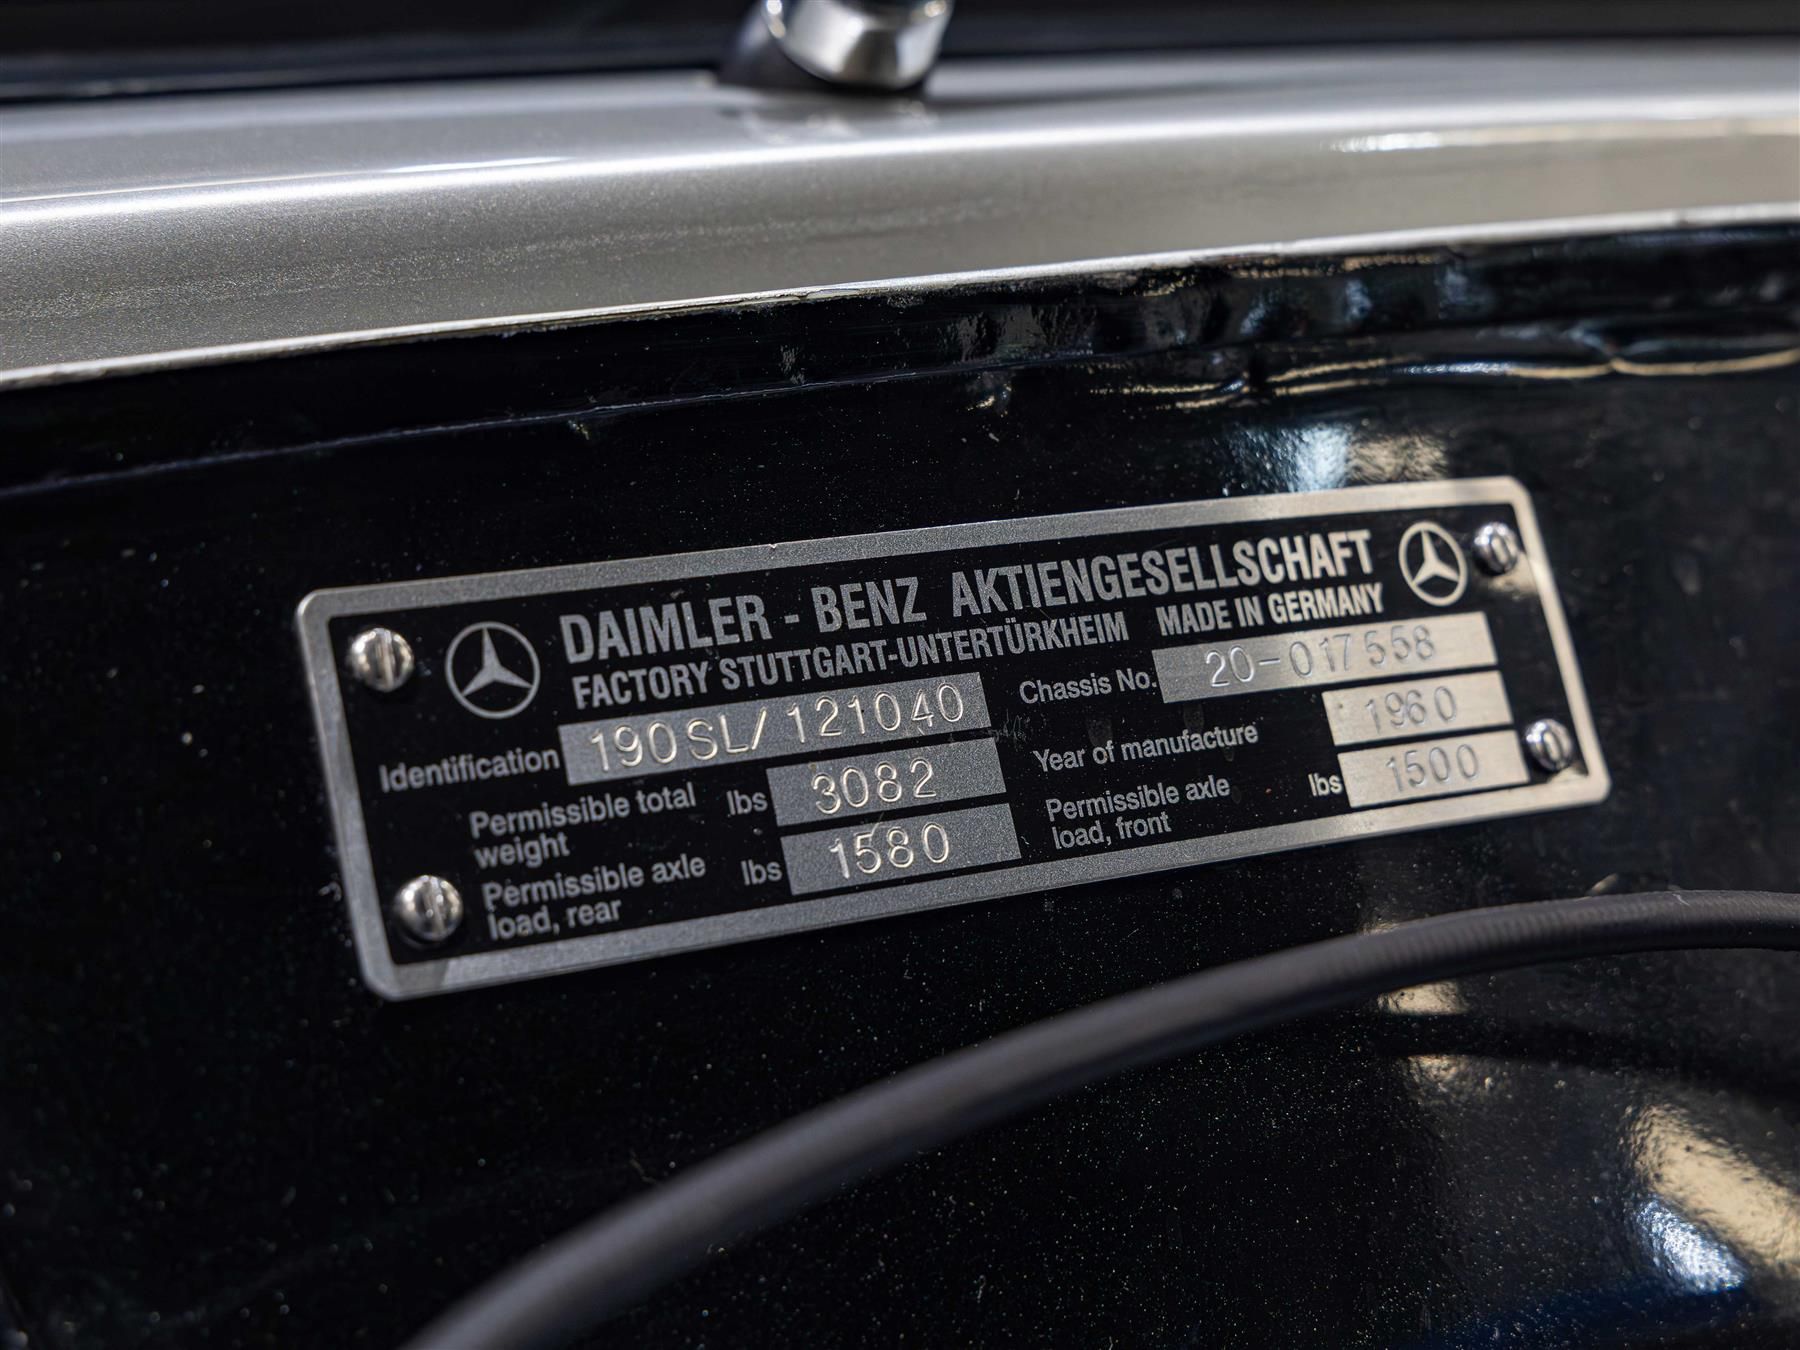 DAIMLER - BENZ AKTIENGESELLSCHAFT
FACTORY STUTTGART-UNTERTÜRKHEIM MADE IN GERMANY
Identification 190SL/121040 Chassis No. 20-017558
Permissible total weight lbs 3082 Year of manufacture 1960
Permissible axle load, rear lbs 1580 Permissible axle load, front lbs 1500